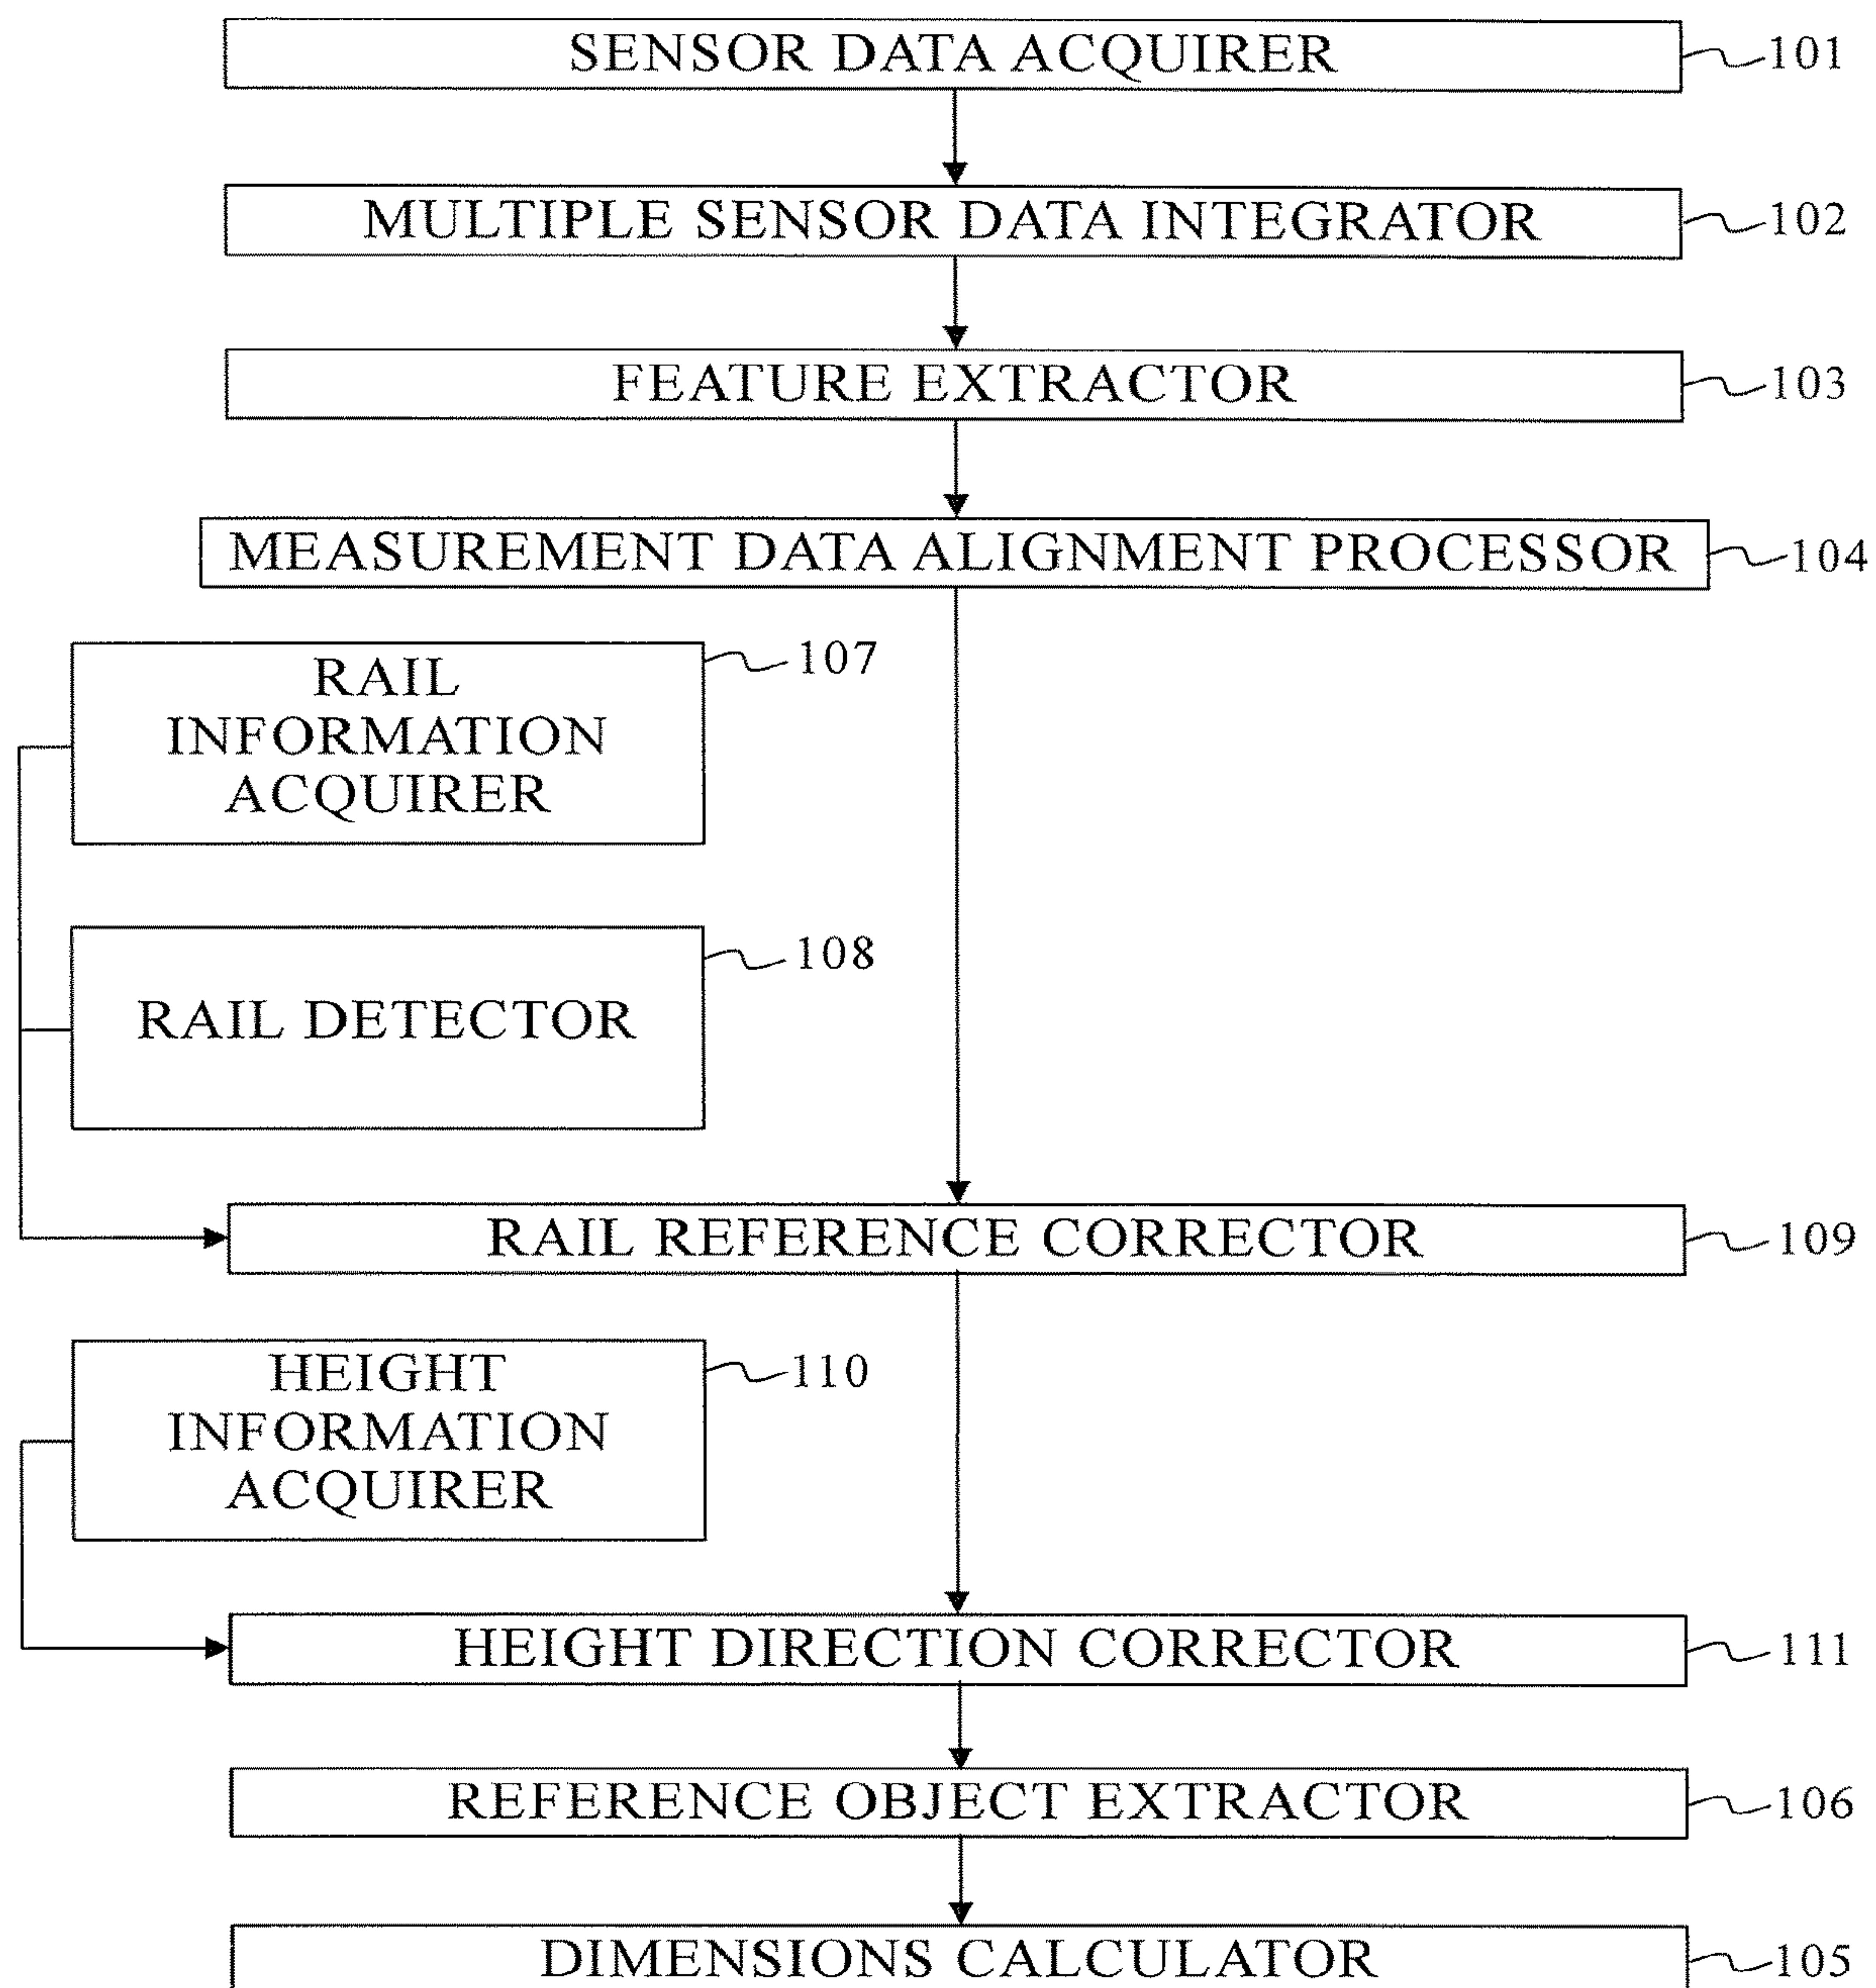 SENSOR DATA ACQUIRER
101
MULTIPLE SENSOR DATA INTEGRATOR
102
FEATURE EXTRACTOR
103
MEASUREMENT DATA ALIGNMENT PROCESSOR
104
RAIL
INFORMATION
ACQUIRER
107
RAIL DETECTOR
108
RAIL REFERENCE CORRECTOR
109
HEIGHT
INFORMATION
ACQUIRER
110
HEIGHT DIRECTION CORRECTOR
111
REFERENCE OBJECT EXTRACTOR
106
DIMENSIONS CALCULATOR
105